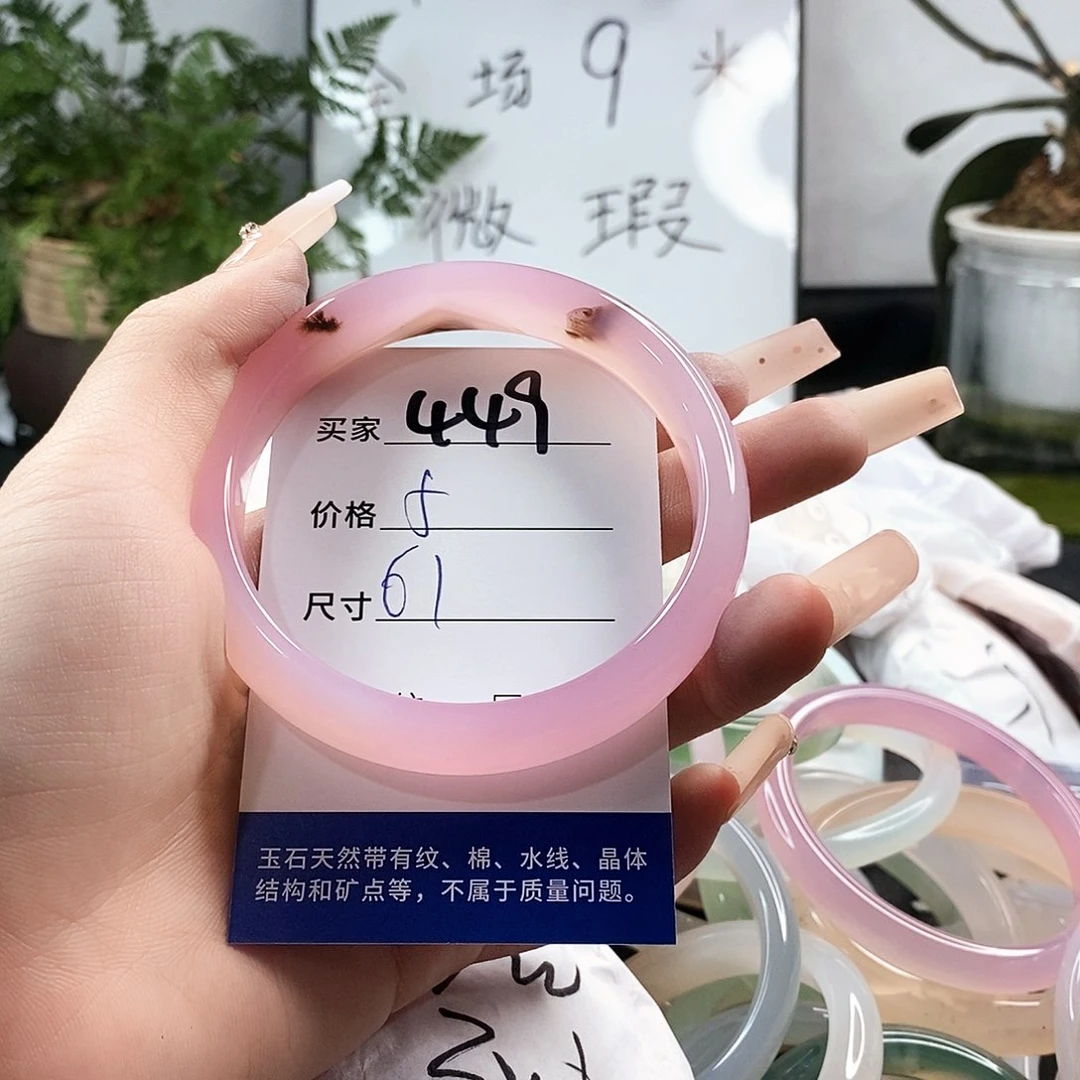 全场9米
微瑕
买家 449
价格
尺寸 61
玉石天然带有纹、棉、水线、晶体
结构和矿点等，不属于质量问题。